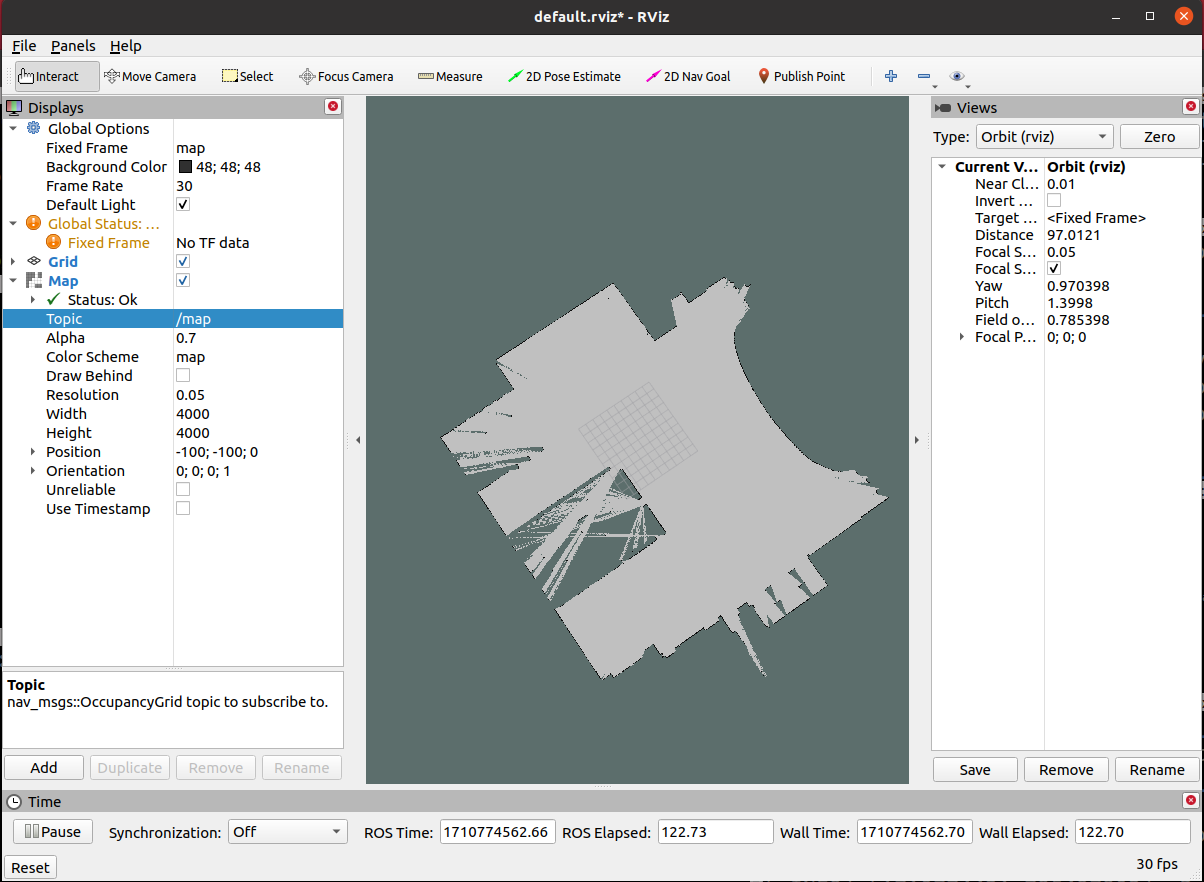 default.rviz* - RViz
File Panels Help
Interact Move Camera Select Focus Camera Measure 2D Pose Estimate 2D Nav Goal Publish Point
Displays
Global Options
Fixed Frame map
Background Color 48; 48; 48
Frame Rate 30
Default Light
Global Status: ...
Fixed Frame No TF data
Grid
Map
Status: Ok
Topic /map
Alpha 0.7
Color Scheme map
Draw Behind
Resolution 0.05
Width 4000
Height 4000
Position -100; -100; 0
Orientation 0; 0; 0; 1
Unreliable
Use Timestamp
Topic
nav_msgs::OccupancyGrid topic to subscribe to.
Add Duplicate Remove Rename
Views
Type: Orbit (rviz) Zero
Current V... Orbit (rviz)
Near Cl... 0.01
Invert ...
Target ... <Fixed Frame>
Distance 97.0121
Focal S... 0.05
Focal S...
Yaw 0.970398
Pitch 1.3998
Field o... 0.785398
Focal P... 0; 0; 0
Save Remove Rename
Time
Pause Synchronization: Off ROS Time: 1710774562.66 ROS Elapsed: 122.73 Wall Time: 1710774562.70 Wall Elapsed: 122.70
Reset 30 fps